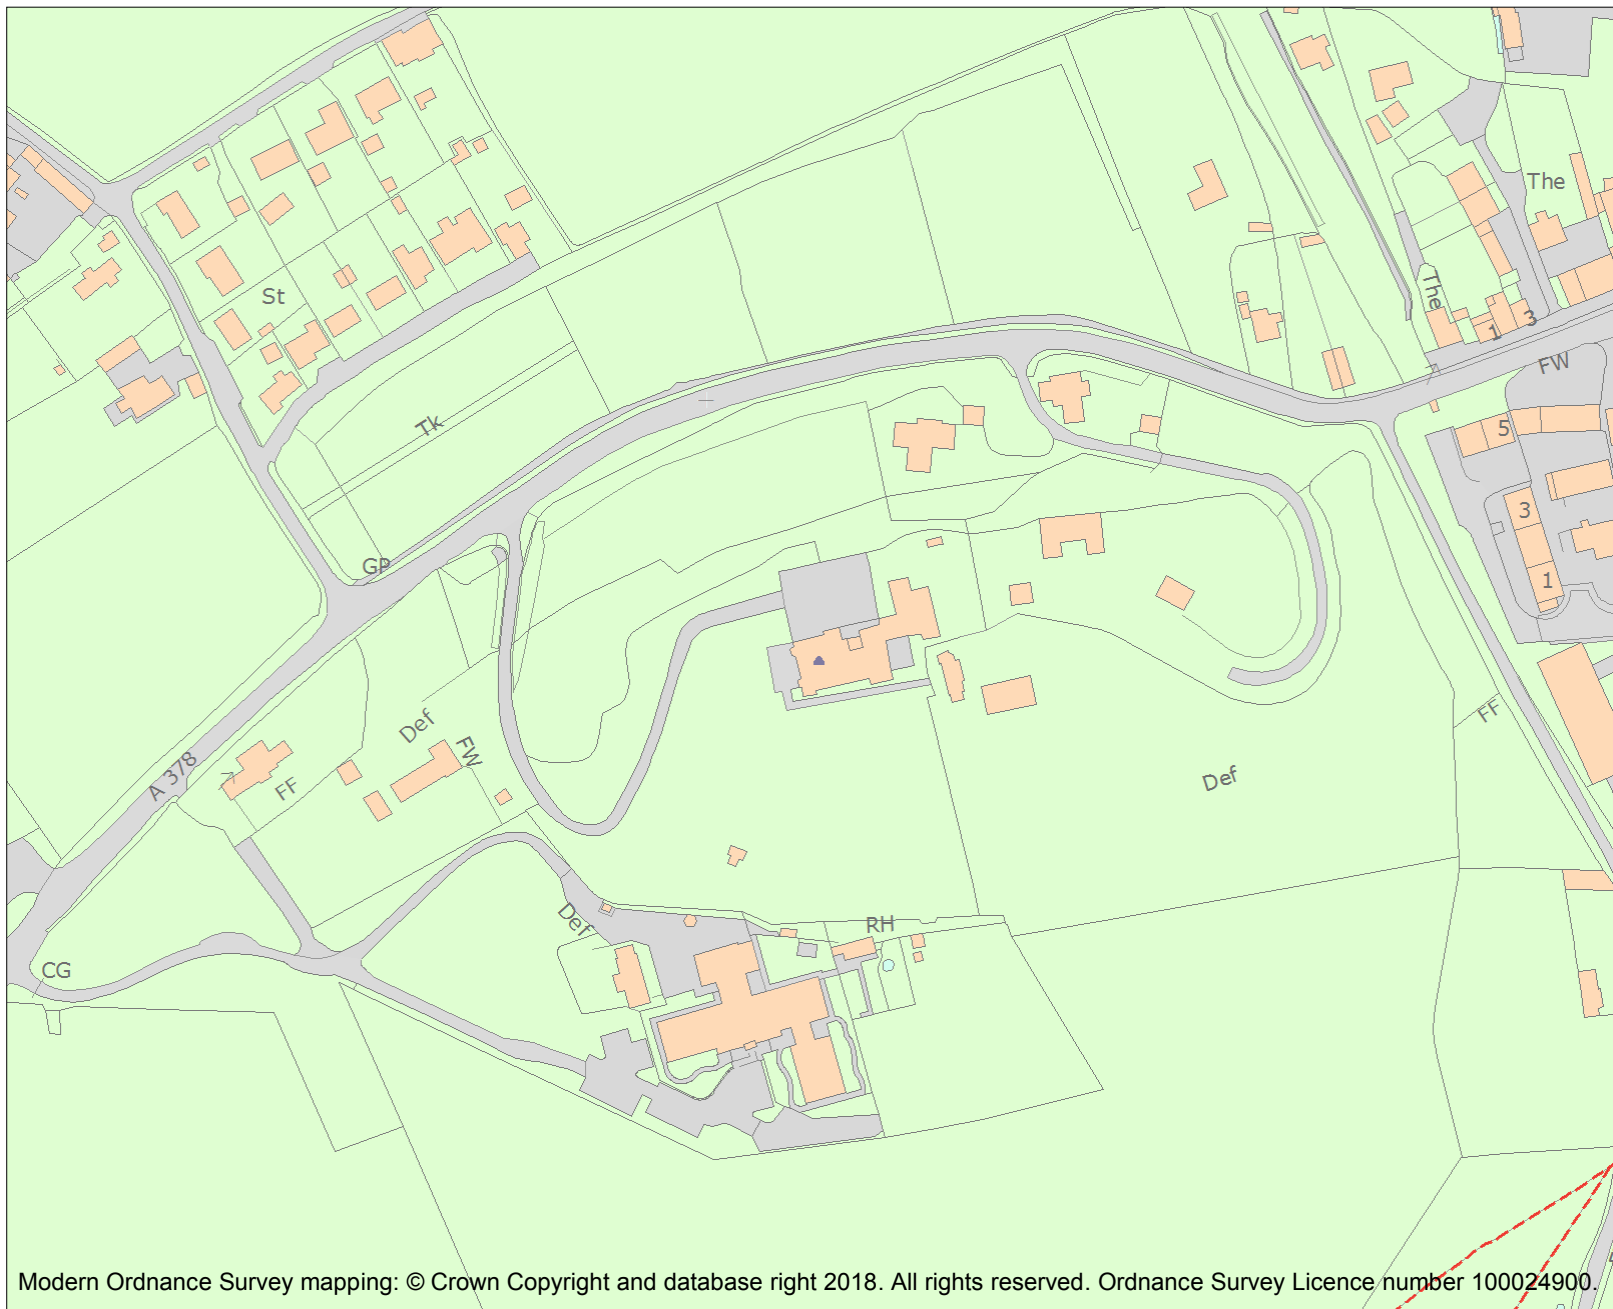 The
St
The
1
3
FW
Tk
5
3
GP
1
FF
Def
FW
A 378
FF
Def
Def
RH
CG
Modern Ordnance Survey mapping: © Crown Copyright and database right 2018. All rights reserved. Ordnance Survey Licence number 100024900.